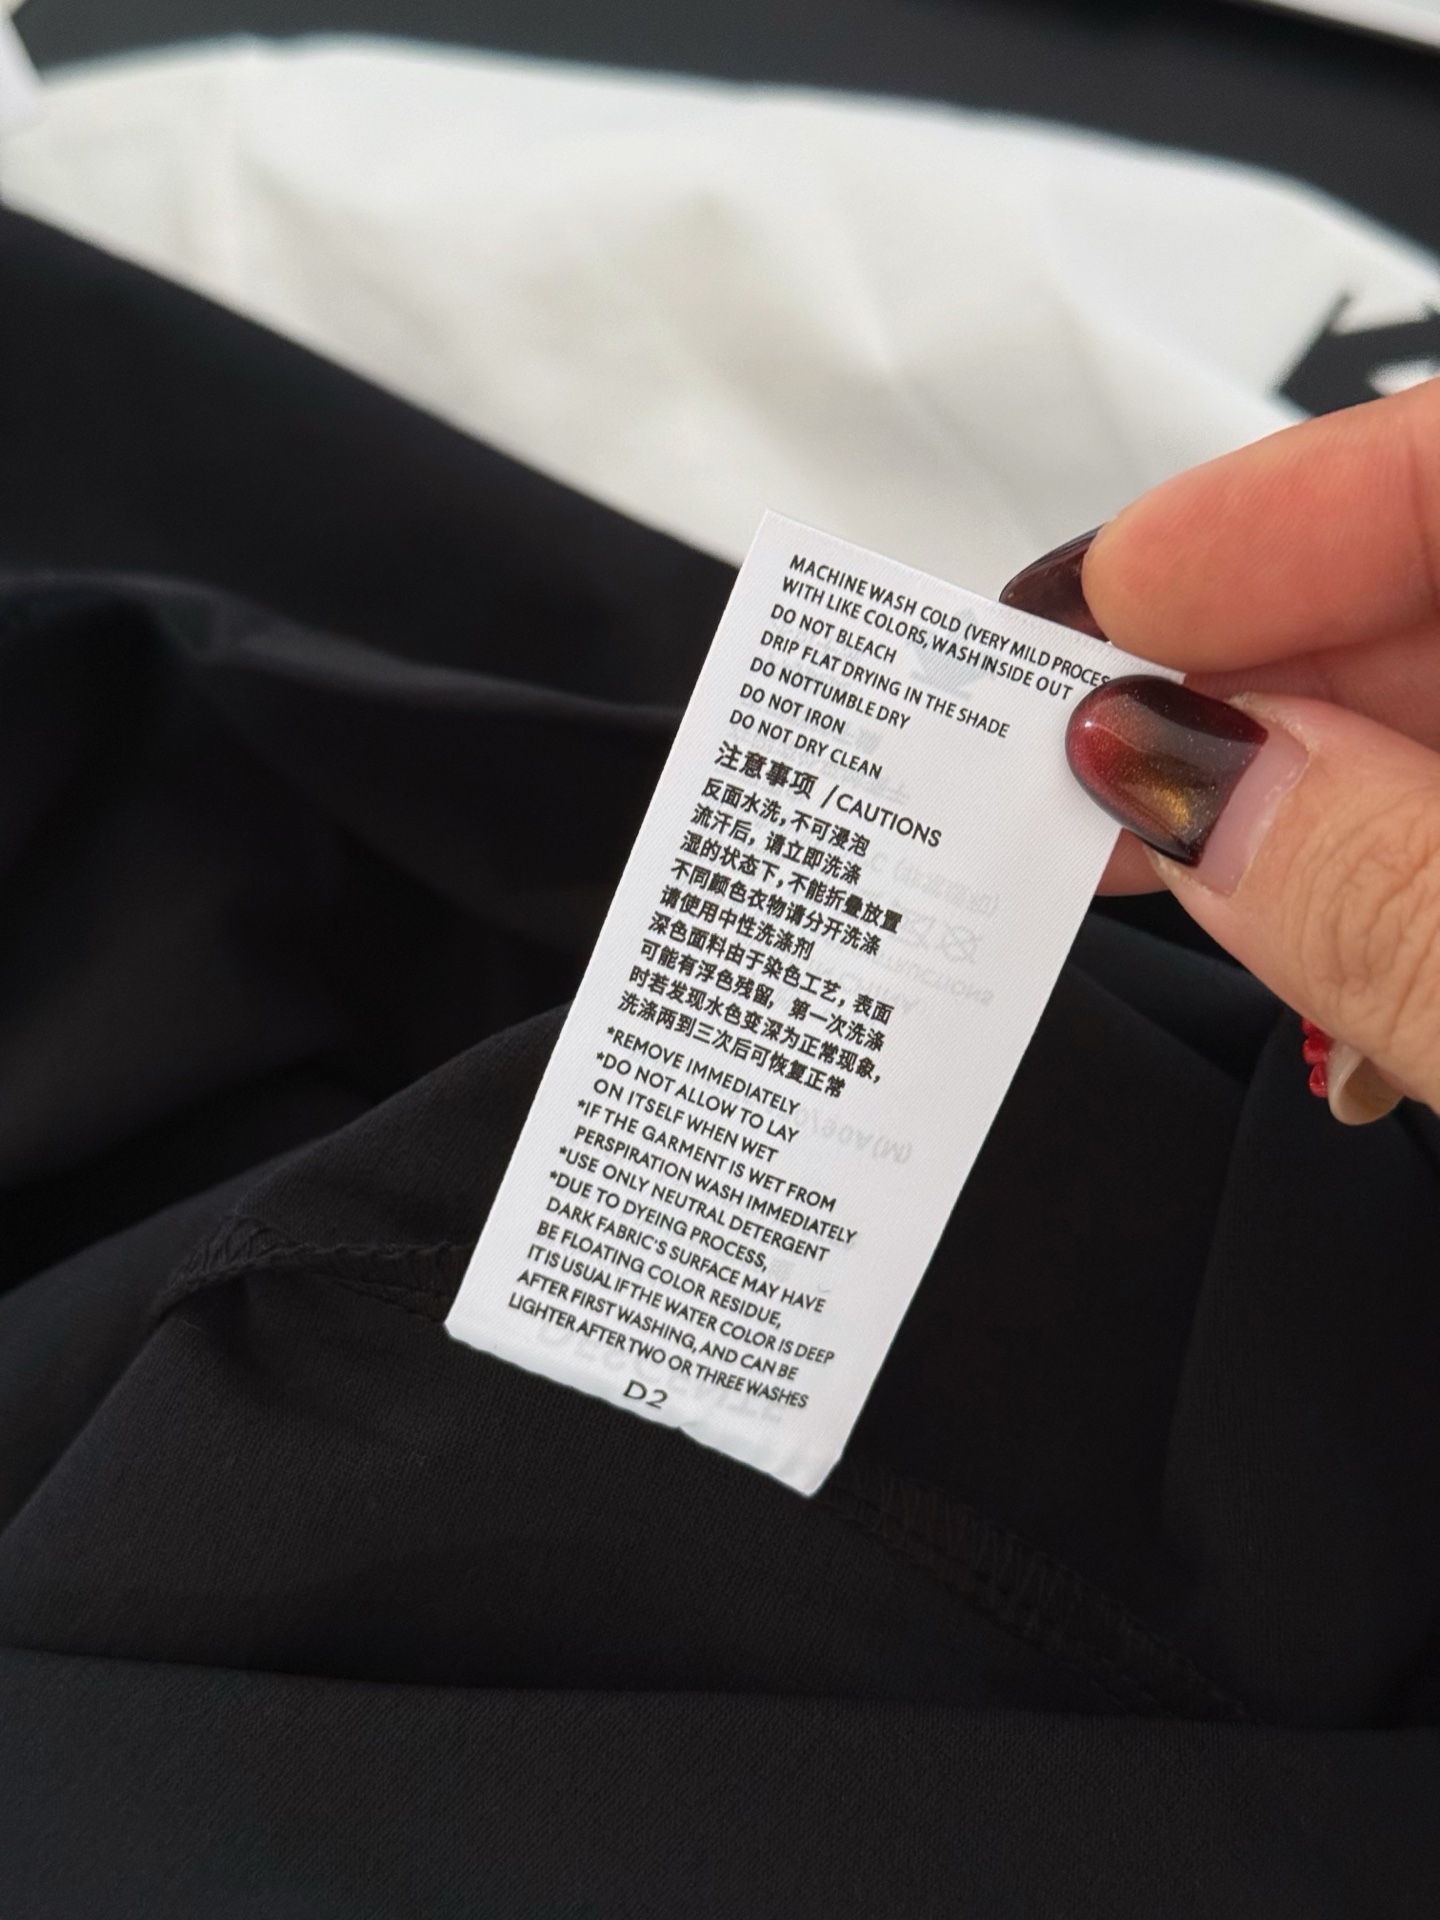 MACHINE WASH COLD (VERY MILD PROCES
WITH LIKE COLORS, WASH INSIDE OUT
DO NOT BLEACH
DRIP FLAT DRYING IN THE SHADE
DO NOT TUMBLE DRY
DO NOT IRON
DO NOT DRY CLEAN
注意事项 /CAUTIONS
反面水洗，不可浸泡
流汗后，请立即洗涤
湿的状态下，不能折叠放置
不同颜色衣物请分开洗涤
请使用中性洗涤剂
深色面料由于染色工艺，表面
可能有浮色残留，第一次洗涤
时若发现水色变深为正常现象，
洗涤两到三次后可恢复正常
*REMOVE IMMEDIATELY
*DO NOT ALLOW TO LAY
ON ITSELF WHEN WET
*IF THE GARMENT IS WET FROM
PERSPIRATION WASH IMMEDIATELY
*USE ONLY NEUTRAL DETERGENT
*DUE TO DYEING PROCESS,
DARK FABRIC'S SURFACE MAY HAVE
BE FLOATING COLOR RESIDUE,
IT IS USUAL IF THE WATER COLOR IS DEEP
AFTER FIRST WASHING, AND CAN BE
LIGHTER AFTER TWO OR THREE WASHES
D2